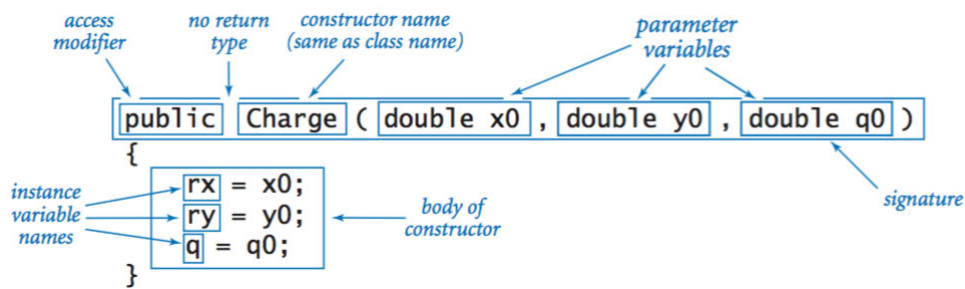 access
modifier
no return
type
constructor name
(same as class name)
parameter
variables
public Charge ( double x0 , double y0 , double q0 )
{
instance
variable
names
rx = x0;
ry = y0;
q = q0;
body of
constructor
signature
}